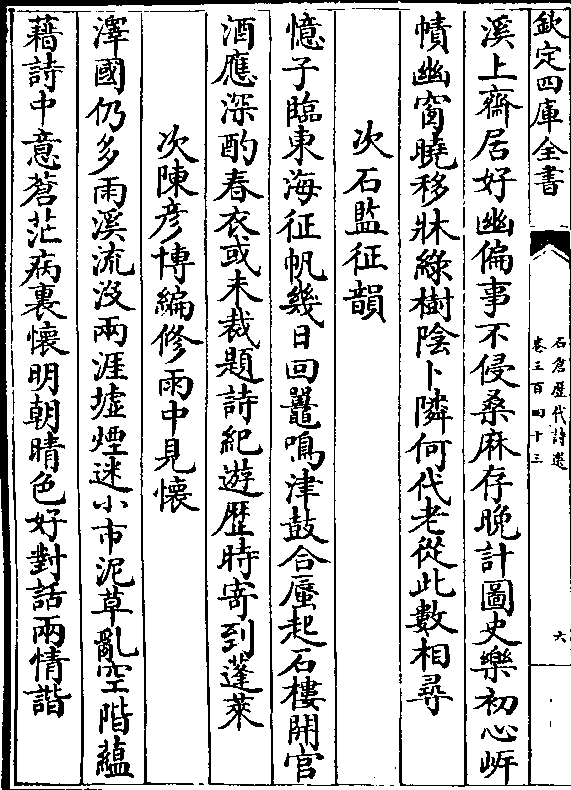 欽定四庫全書
石倉歷代詩選
卷三百四十三
六
溪上齋居好幽偏事不侵桑麻存晚計圖史樂初心岸
幘幽窗曉移牀綠樹陰卜隣何代老從此數相尋
次石監征韻
憶子臨東海征帆幾日回鼉鳴津鼓合蜃起石樓開官
酒應深酌春衣或未裁題詩紀遊歷時寄到蓬萊
次陳彦博編修雨中見懷
澤國仍多雨溪流没兩涯墟煙迷小市泥草亂空階蘊
藉詩中意蒼茫病裏懷明朝晴色好對話兩情諧